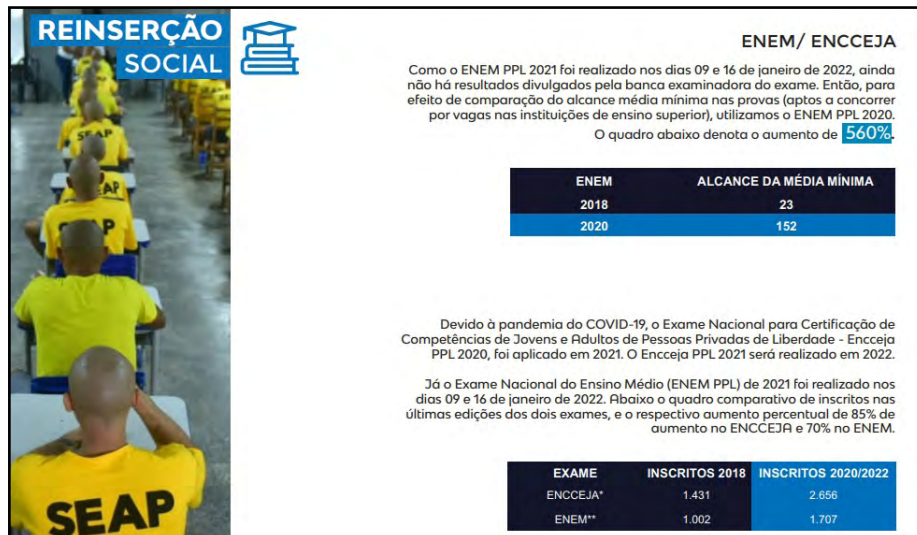 REINSERÇÃO
SOCIAL
ENEM/ ENCCEJA
Como o ENEM PPL 2021 foi realizado nos dias 09 e 16 de janeiro de 2022, ainda
não há resultados divulgados pela banca examinadora do exame. Então, para
efeito de comparação do alcance média mínima nas provas (aptos a concorrer
por vagas nas instituições de ensino superior), utilizamos o ENEM PPL 2020.
O quadro abaixo denota o aumento de 560%.
ENEM ALCANCE DA MÉDIA MÍNIMA
2018 23
2020 152
Devido à pandemia do COVID-19, o Exame Nacional para Certificação de
Competências de Jovens e Adultos de Pessoas Privadas de Liberdade - Encceja
PPL 2020, foi aplicado em 2021. O Encceja PPL 2021 será realizado em 2022.
Já o Exame Nacional do Ensino Médio (ENEM PPL) de 2021 foi realizado nos
dias 09 e 16 de janeiro de 2022. Abaixo o quadro comparativo de inscritos nas
últimas edições dos dois exames, e o respectivo aumento percentual de 85% de
aumento no ENCCEJA e 70% no ENEM.
EXAME INSCRITOS 2018 INSCRITOS 2020/2022
ENCCEJA* 1.431 2.656
ENEM** 1.002 1.707
SEAP
SEAP
SEAP